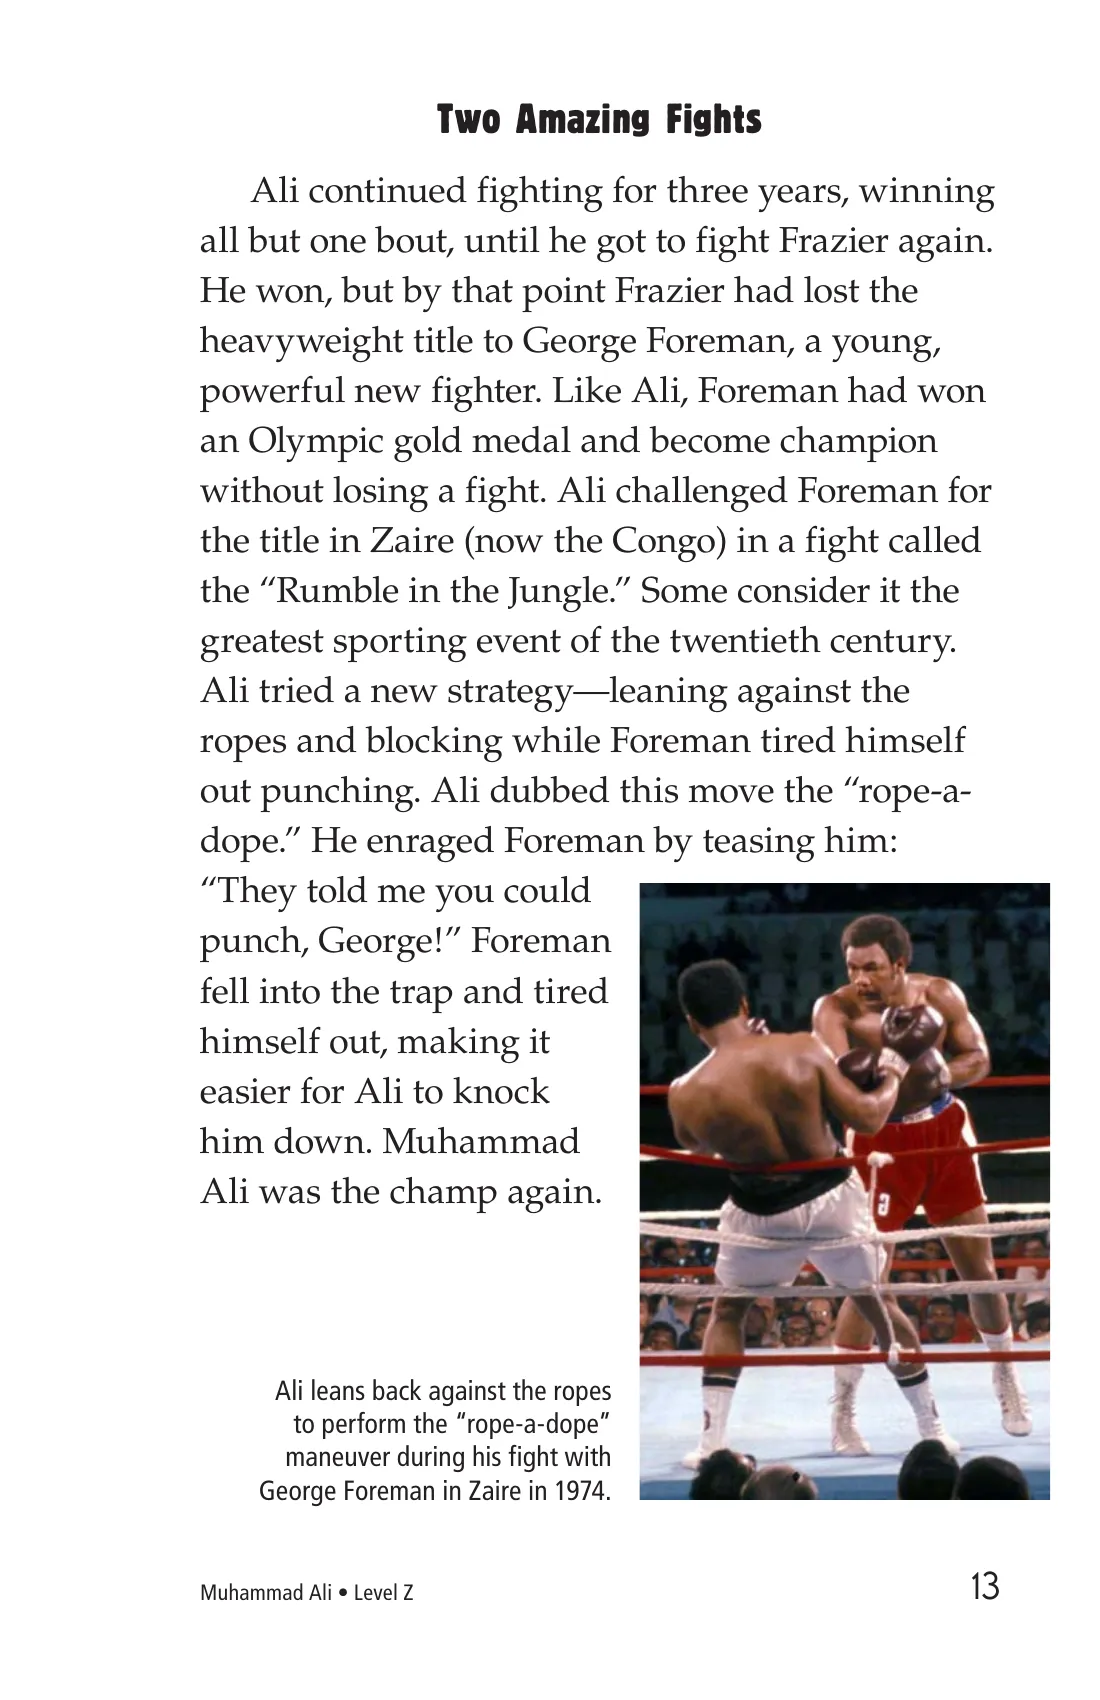 Two Amazing Fights
Ali continued fighting for three years, winning
all but one bout, until he got to fight Frazier again.
He won, but by that point Frazier had lost the
heavyweight title to George Foreman, a young,
powerful new fighter. Like Ali, Foreman had won
an Olympic gold medal and become champion
without losing a fight. Ali challenged Foreman for
the title in Zaire (now the Congo) in a fight called
the “Rumble in the Jungle.” Some consider it the
greatest sporting event of the twentieth century.
Ali tried a new strategy—leaning against the
ropes and blocking while Foreman tired himself
out punching. Ali dubbed this move the “rope-a-
dope.” He enraged Foreman by teasing him:
“They told me you could
punch, George!” Foreman
fell into the trap and tired
himself out, making it
easier for Ali to knock
him down. Muhammad
Ali was the champ again.
Ali leans back against the ropes
to perform the “rope-a-dope”
maneuver during his fight with
George Foreman in Zaire in 1974.
Muhammad Ali • Level Z
13